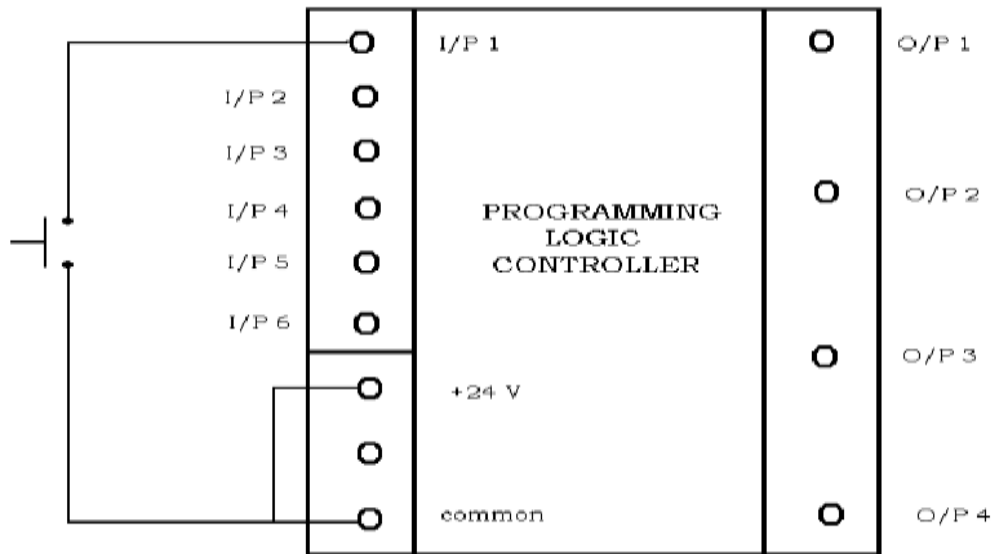 I/P 1
I/P 2
I/P 3
I/P 4
I/P 5
I/P 6
+24 V
common
PROGRAMMING
LOGIC
CONTROLLER
O/P 1
O/P 2
O/P 3
O/P 4